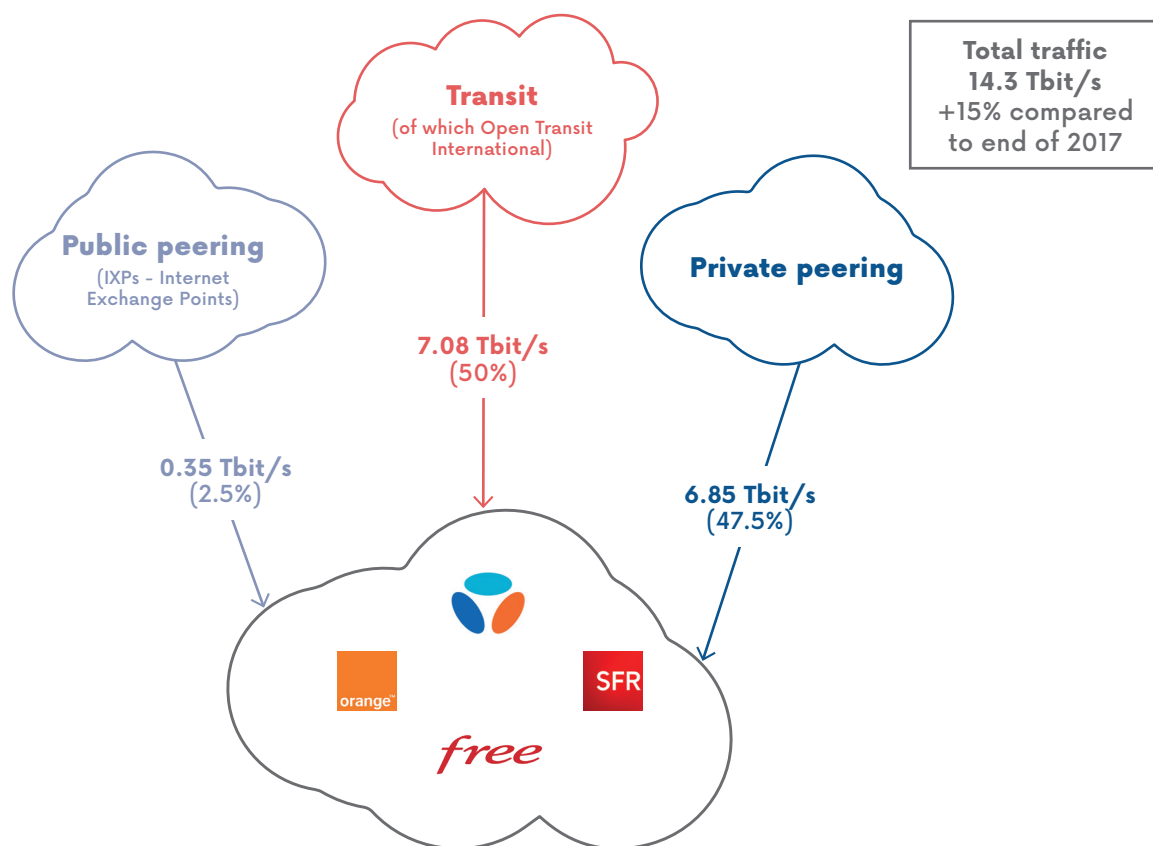 Total traffic
14.3 Tbit/s
+15% compared
to end of 2017
Transit
(of which Open Transit
International)
Public peering
(IXPs - Internet
Exchange Points)
Private peering
7.08 Tbit/s
(50%)
0.35 Tbit/s
(2.5%)
6.85 Tbit/s
(47.5%)
orange™
SFR
free